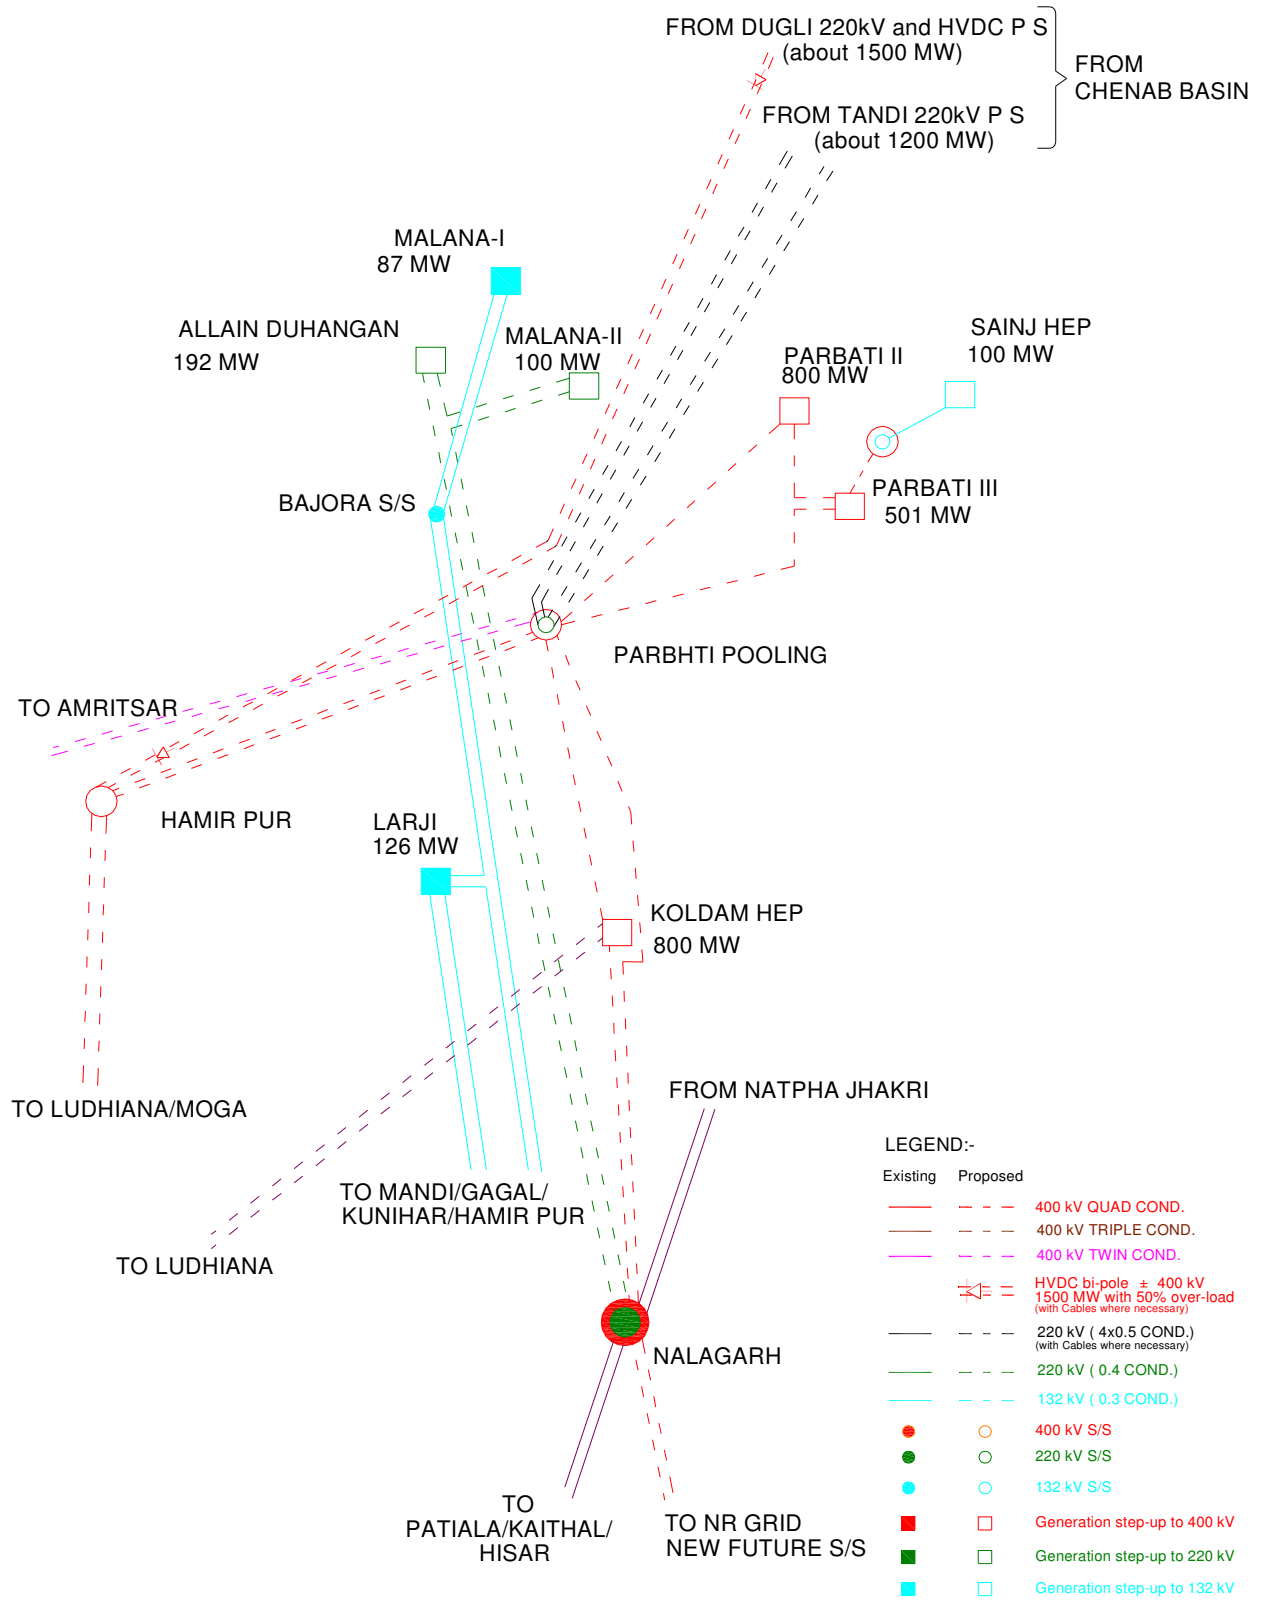 FROM DUGLI 220kV and HVDC P S
(about 1500 MW)
FROM
CHENAB BASIN
FROM TANDI 220kV P S
(about 1200 MW)
MALANA-I
87 MW
ALLAIN DUHANGAN
192 MW
MALANA-II
100 MW
SAINJ HEP
100 MW
PARBATI II
800 MW
BAJORA S/S
PARBATI III
501 MW
PARBHTI POOLING
TO AMRITSAR
HAMIR PUR
LARJI
126 MW
KOLDAM HEP
800 MW
TO LUDHIANA/MOGA
FROM NATPHA JHAKRI
TO MANDI/GAGAL/
KUNIHAR/HAMIR PUR
TO LUDHIANA
NALAGARH
TO
PATIALA/KAITHAL/
HISAR
TO NR GRID
NEW FUTURE S/S
LEGEND:-
Existing Proposed
400 kV QUAD COND.
400 kV TRIPLE COND.
400 kV TWIN COND.
HVDC bi-pole ± 400 kV
1500 MW with 50% over-load
(with Cables where necessary)
220 kV ( 4x0.5 COND.)
(with Cables where necessary)
220 kV ( 0.4 COND.)
132 kV ( 0.3 COND.)
400 kV S/S
220 kV S/S
132 kV S/S
Generation step-up to 400 kV
Generation step-up to 220 kV
Generation step-up to 132 kV